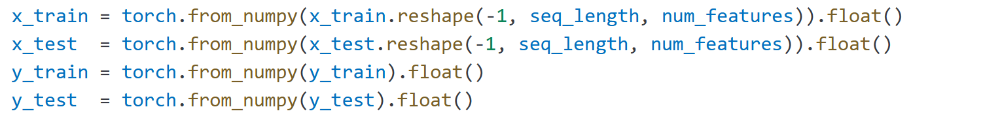 x_train = torch.from_numpy(x_train.reshape(-1, seq_length, num_features)).float()
x_test  = torch.from_numpy(x_test.reshape(-1, seq_length, num_features)).float()
y_train = torch.from_numpy(y_train).float()
y_test  = torch.from_numpy(y_test).float()